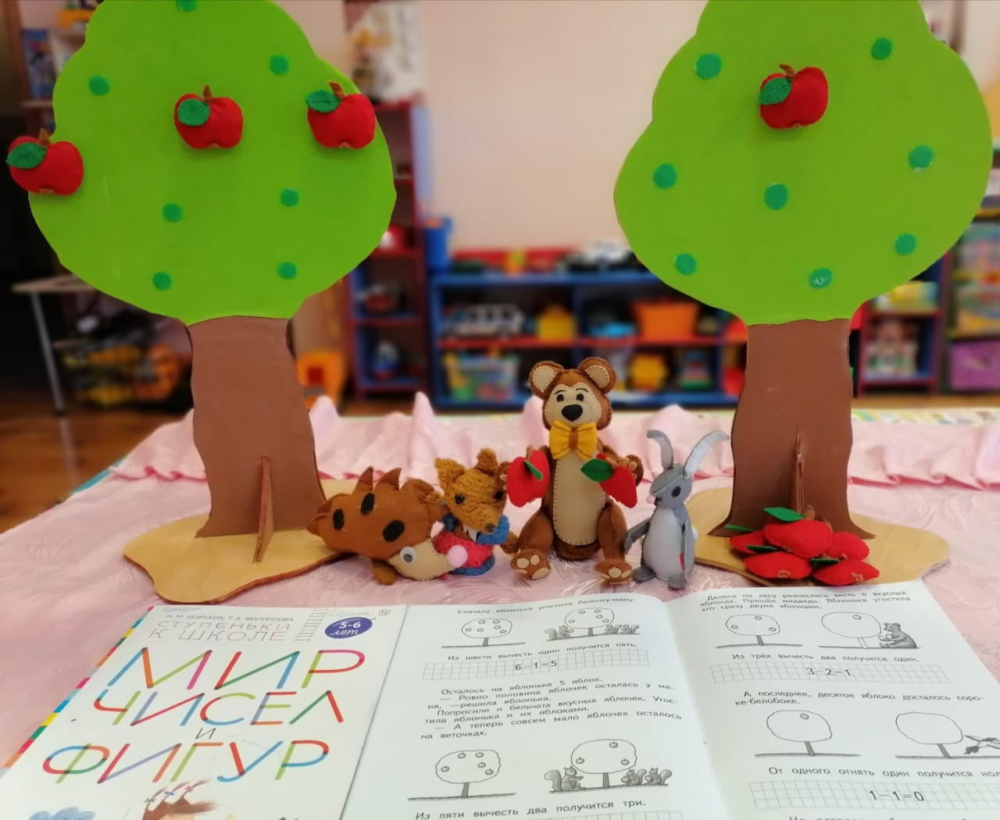 М. М. БЕЗРУКИХ, Т. А. ФИЛИППОВА
СТУПЕНЬКИ
К ШКОЛЕ
5-6
лет
МИР
ЧИСЕЛ
И
ФИГУР
Сначала яблонька угостила белочку-маму.
Из шести вычесть один получится пять.
6-1=5
Осталось на яблоньке 5 яблок.
— Ровно половина яблочек осталась у ме-
ня, —решила яблонька.
Попросили и бельчата вкусных яблочек. Угос-
тила яблонька и их яблоками.
— А теперь совсем мало яблочек осталось
на веточках.
Из пяти вычесть два получится три.
Далеко по лесу разнеслась весть о вкусных
яблоках. Пришёл медведь. Яблонька угостила
его сразу двумя яблоками.
Из трёх вычесть два получится один.
3-2=1
А последнее, десятое яблоко досталось соро-
ке-белобоке.
От одного отнять один получится нол
1-1=0